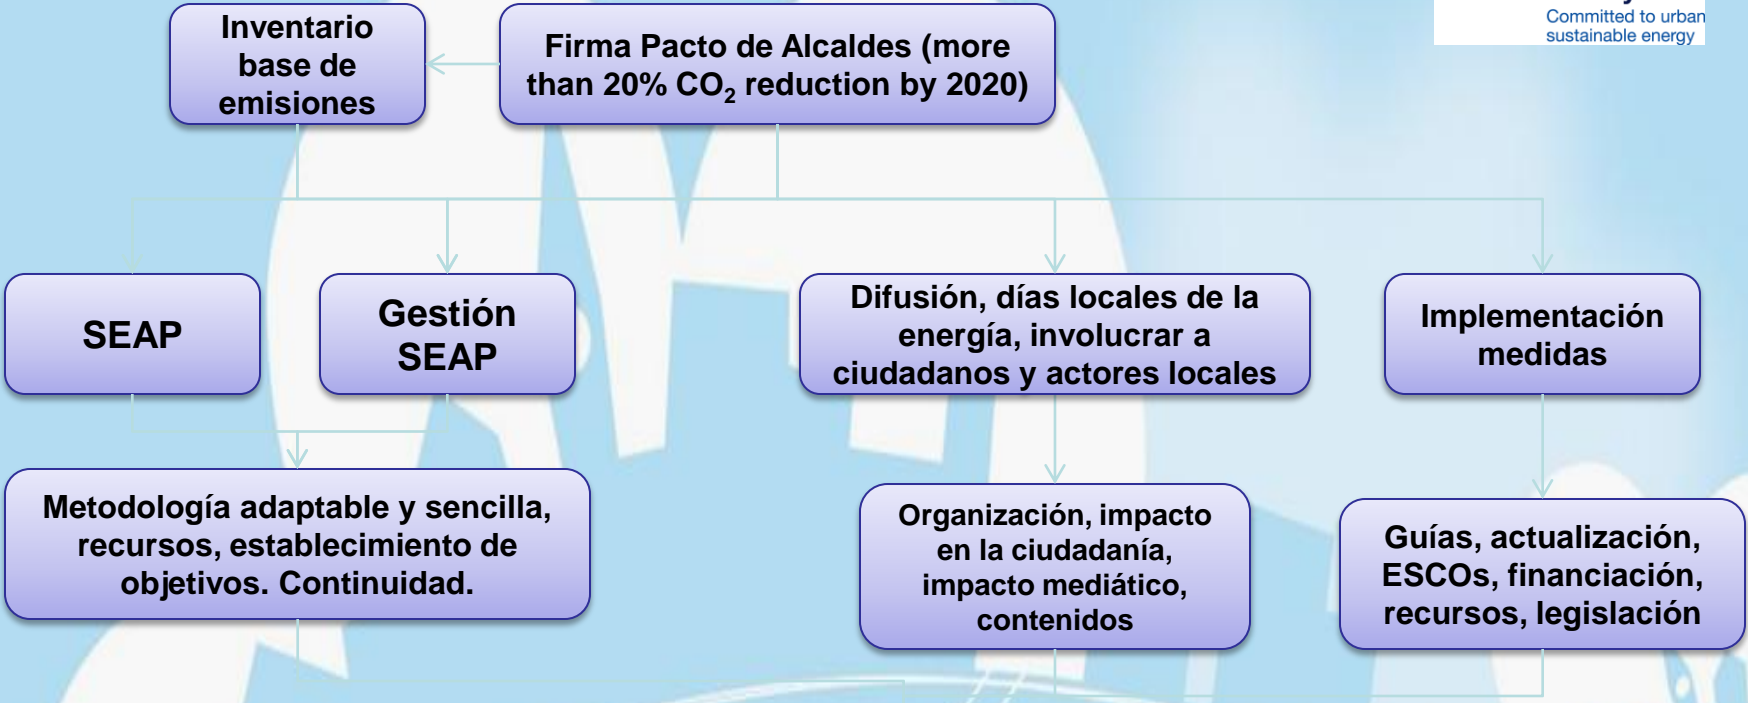 Committed to urban
sustainable energy
Inventario
base de
emisiones
Firma Pacto de Alcaldes (more
than 20% CO₂ reduction by 2020)
SEAP
Gestión
SEAP
Difusión, días locales de la
energía, involucrar a
ciudadanos y actores locales
Implementación
medidas
Metodología adaptable y sencilla,
recursos, establecimiento de
objetivos. Continuidad.
Organización, impacto
en la ciudadanía,
impacto mediático,
contenidos
Guías, actualización,
ESCOs, financiación,
recursos, legislación